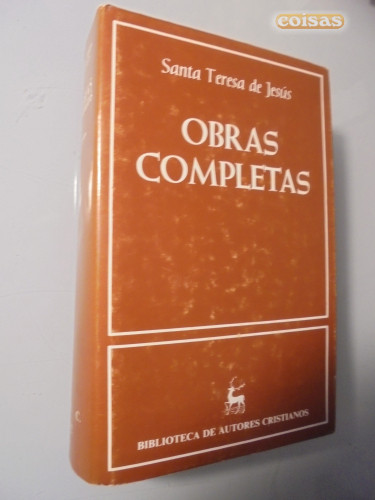 coisas
Santa Teresa de Jesús
OBRAS
COMPLETAS
BIBLIOTECA DE AUTORES CRISTIANOS